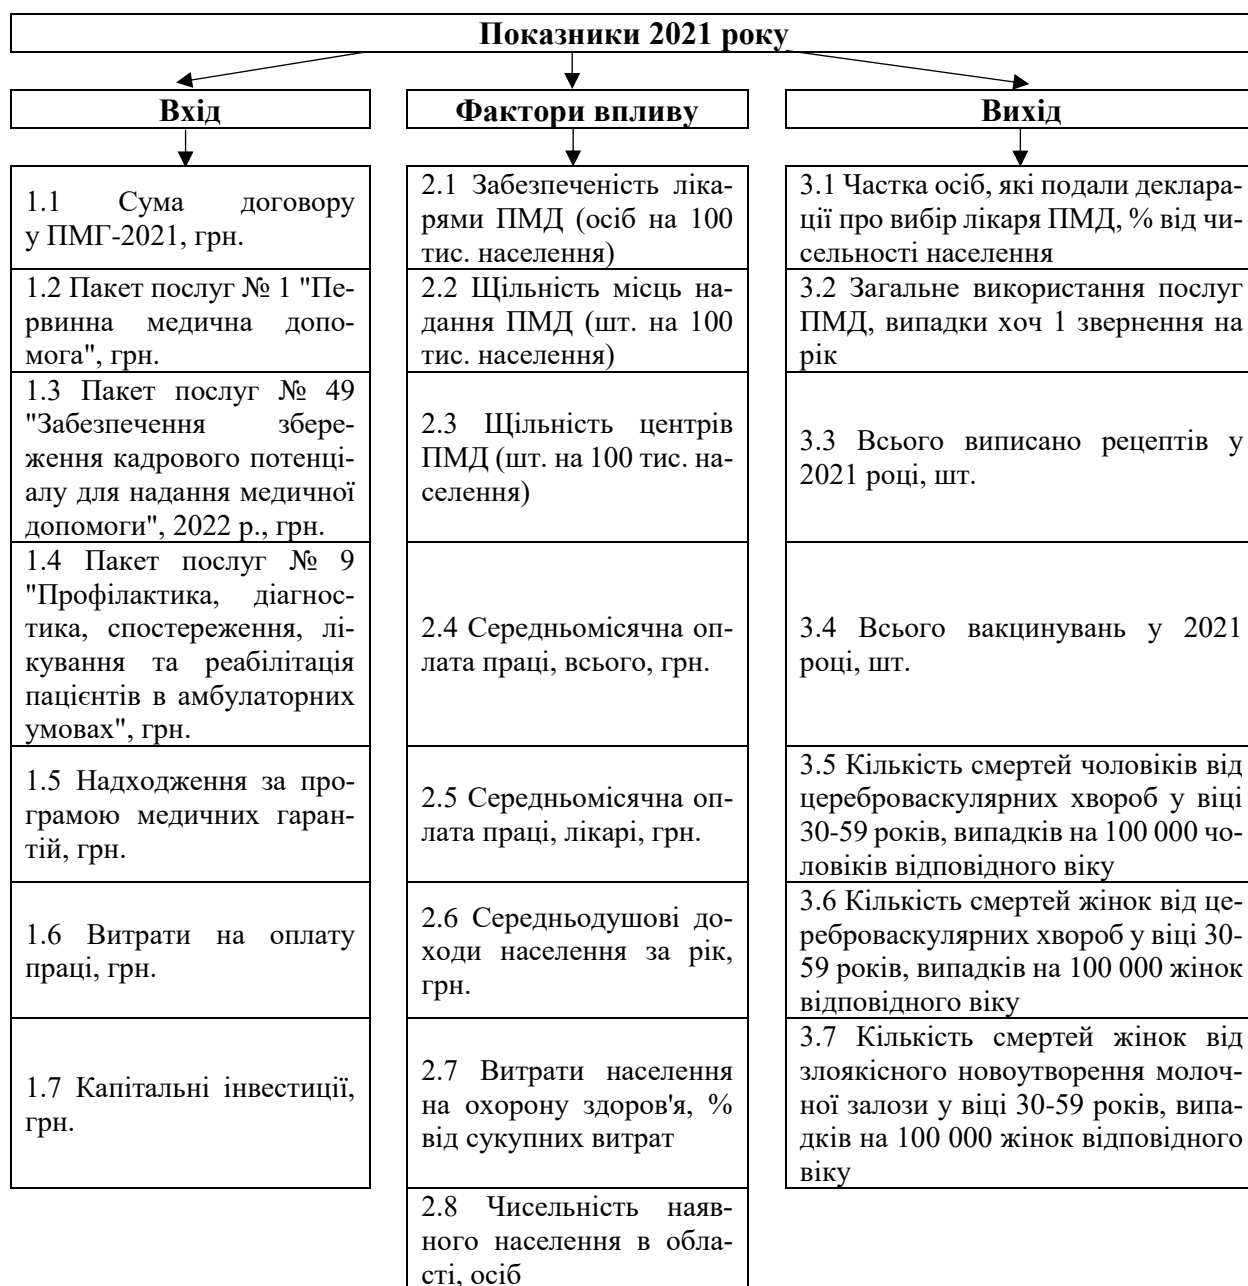 Показники 2021 року
Вхід
Фактори впливу
Вихід
1.1 Сума договору
у ПМГ-2021, грн.
1.2 Пакет послуг № 1 "Пе-
рвинна медична допо-
мога", грн.
1.3 Пакет послуг № 49
"Забезпечення збере-
ження кадрового потенці-
алу для надання медичної
допомоги", 2022 р., грн.
1.4 Пакет послуг № 9
"Профілактика, діагнос-
тика, спостереження, лі-
кування та реабілітація
пацієнтів в амбулаторних
умовах", грн.
1.5 Надходження за про-
грамою медичних гаран-
тій, грн.
1.6 Витрати на оплату
праці, грн.
1.7 Капітальні інвестиції,
грн.
2.1 Забезпеченість ліка-
рями ПМД (осіб на 100
тис. населення)
2.2 Щільність місць на-
дання ПМД (шт. на 100
тис. населення)
2.3 Щільність центрів
ПМД (шт. на 100 тис. на-
селення)
2.4 Середньомісячна оп-
лата праці, всього, грн.
2.5 Середньомісячна оп-
лата праці, лікарі, грн.
2.6 Середньодушові до-
ходи населення за рік,
грн.
2.7 Витрати населення
на охорону здоров'я, %
від сукупних витрат
2.8 Чисельність наяв-
ного населення в обла-
сті, осіб
3.1 Частка осіб, які подали деклара-
ції про вибір лікаря ПМД, % від чи-
сельності населення
3.2 Загальне використання послуг
ПМД, випадки хоч 1 звернення на
рік
3.3 Всього виписано рецептів у
2021 році, шт.
3.4 Всього вакцинувань у 2021
році, шт.
3.5 Кількість смертей чоловіків від
цереброваскулярних хвороб у віці
30-59 років, випадків на 100 000 чо-
ловіків відповідного віку
3.6 Кількість смертей жінок від це-
реброваскулярних хвороб у віці 30-
59 років, випадків на 100 000 жінок
відповідного віку
3.7 Кількість смертей жінок від
злоякісного новоутворення молоч-
ної залози у віці 30-59 років, випа-
дків на 100 000 жінок відповідного
віку